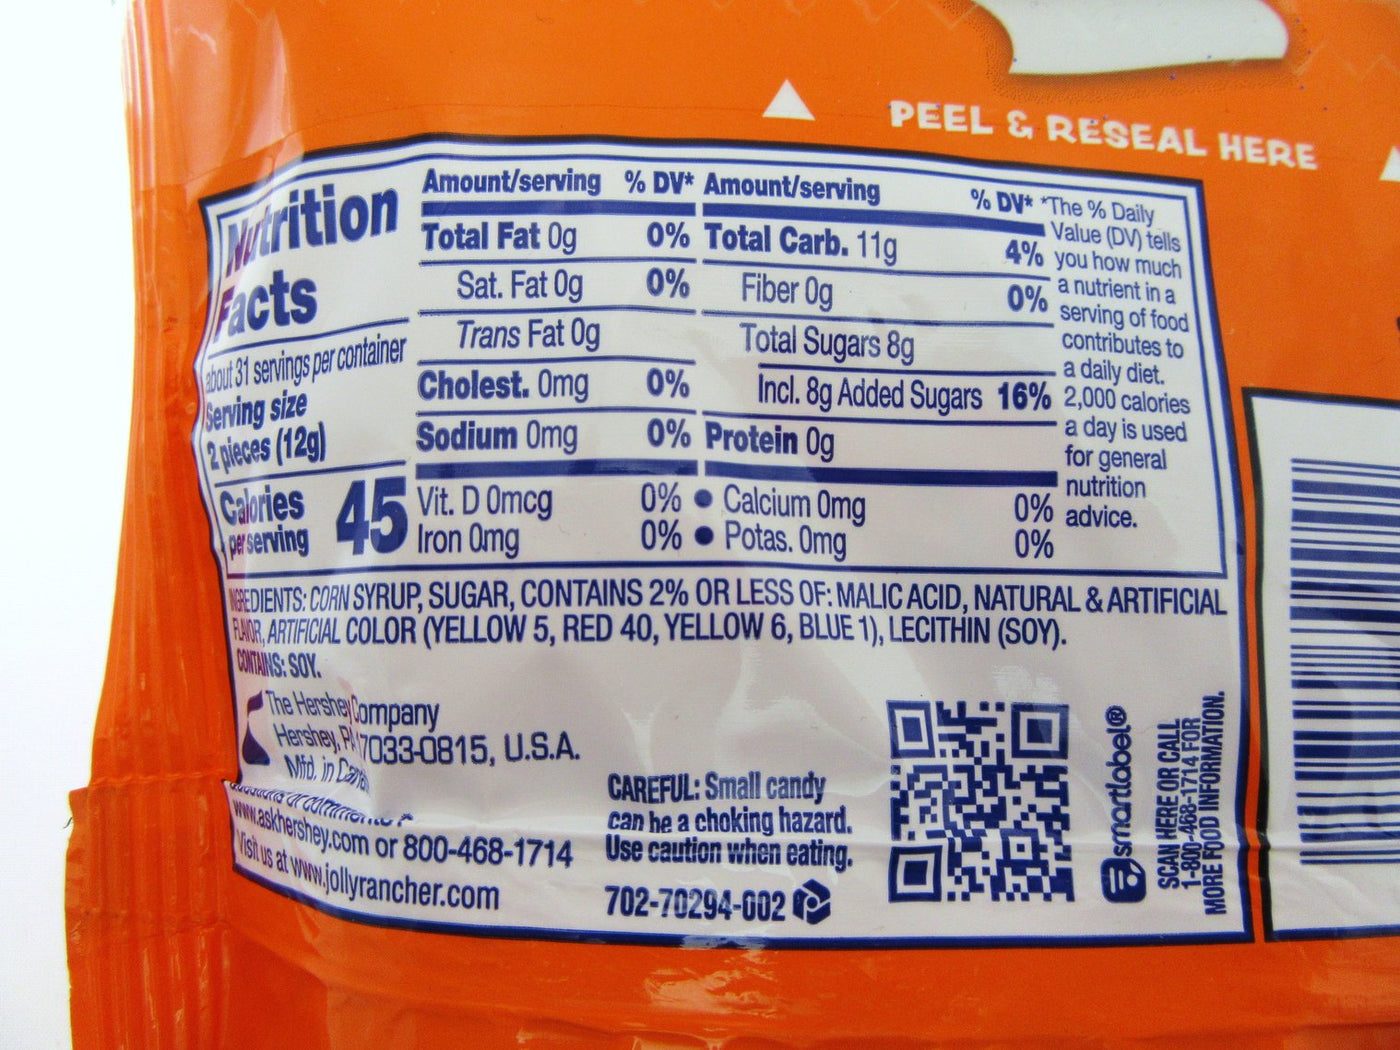 PEEL & RESEAL HERE
Nutrition
Facts
about 31 servings per container
Serving size
2 pieces (12g)
Calories
per serving
45
Amount/serving % DV*
Total Fat 0g 0%
Sat. Fat 0g 0%
Trans Fat 0g
Cholest. 0mg 0%
Sodium 0mg 0%
Amount/serving % DV*
Total Carb. 11g 4%
Fiber 0g 0%
Total Sugars 8g
Incl. 8g Added Sugars 16%
Protein 0g
Vit. D 0mcg 0% • Calcium 0mg 0%
Iron 0mg 0% • Potas. 0mg 0%
*The % Daily
Value (DV) tells
you how much
a nutrient in a
serving of food
contributes to
a daily diet.
2,000 calories
a day is used
for general
nutrition
advice.
INGREDIENTS: CORN SYRUP, SUGAR, CONTAINS 2% OR LESS OF: MALIC ACID, NATURAL & ARTIFICIAL
FLAVOR, ARTIFICIAL COLOR (YELLOW 5, RED 40, YELLOW 6, BLUE 1), LECITHIN (SOY).
CONTAINS: SOY.
The Hershey Company
Hershey, PA 17033-0815, U.S.A.
Mfd. in
or comments
www.askhershey.com or 800-468-1714
Visit us at www.jollyrancher.com
CAREFUL: Small candy
can be a choking hazard.
Use caution when eating.
702-70294-002
smartlabel®
SCAN HERE OR CALL
1-800-468-1714 FOR
MORE FOOD INFORMATION.